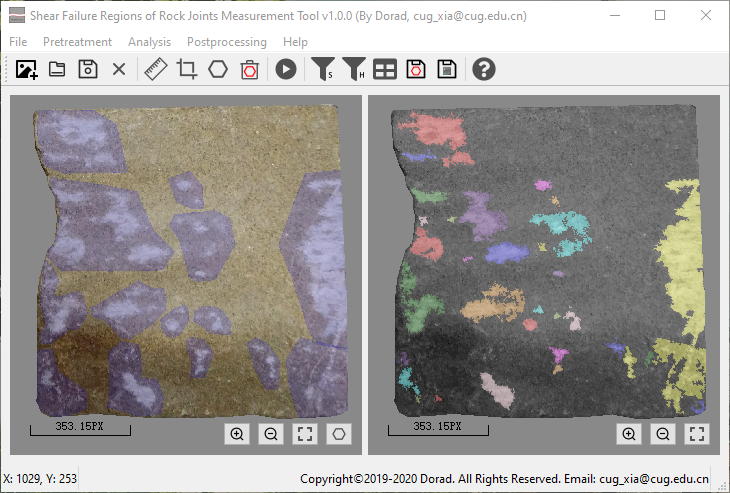 Shear Failure Regions of Rock Joints Measurement Tool v1.0.0 (By Dorad, cug_xia@cug.edu.cn)
File Pretreatment Analysis Postprocessing Help
S H
353.15PX 353.15PX
X: 1029, Y: 253 Copyright©2019-2020 Dorad. All Rights Reserved. Email: cug_xia@cug.edu.cn